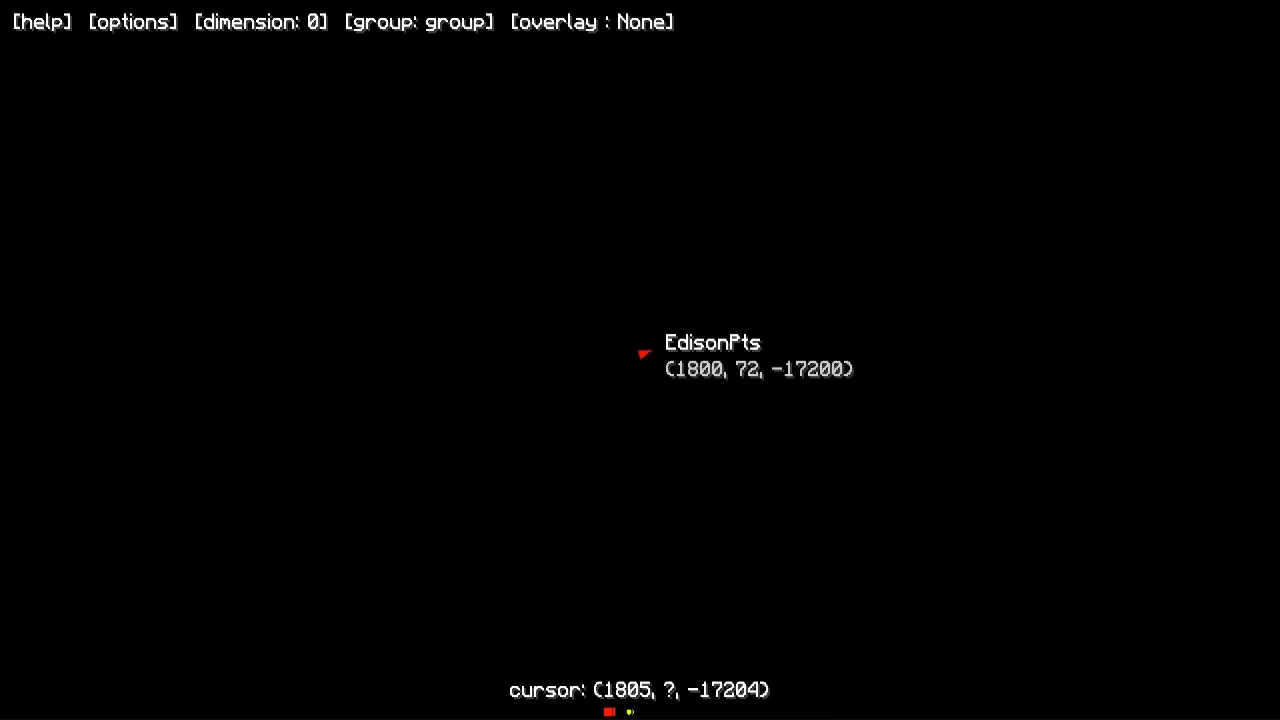 [help] [options] [dimension: 0] [group: group] [overlay : None]
EdisonPts
(1800, 72, -17200)
cursor: (1805, ?, -17204)